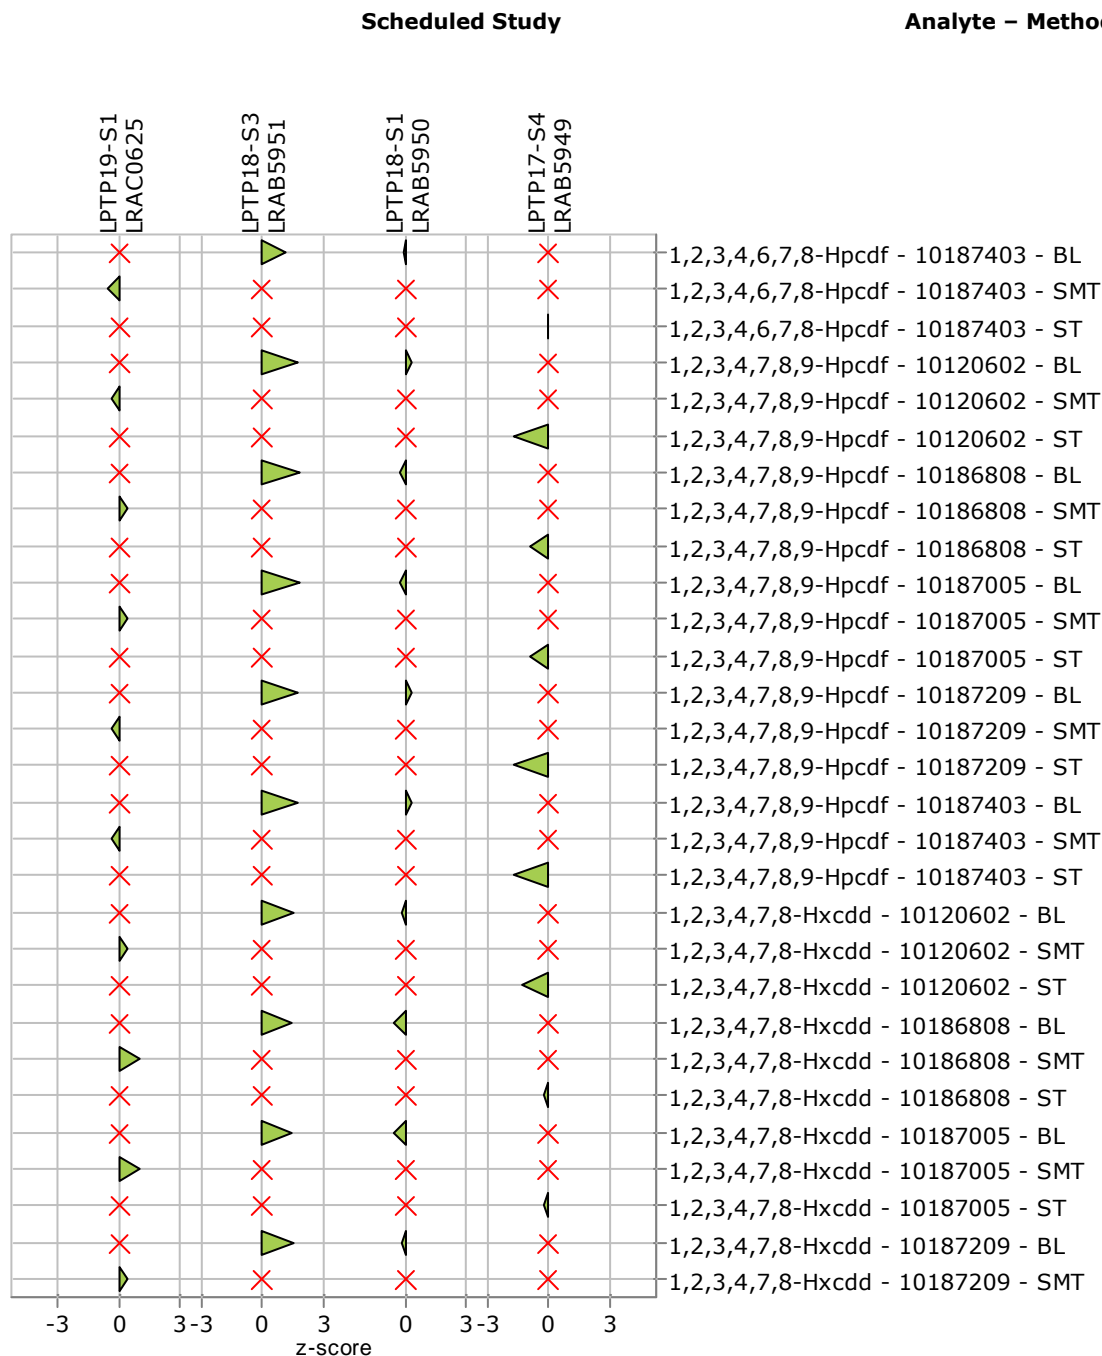 Scheduled Study
Analyte – Metho
LPTP19-S1
LRAC0625
LPTP18-S3
LRAB5951
LPTP18-S1
LRAB5950
LPTP17-S4
LRAB5949
1,2,3,4,6,7,8-Hpcdf - 10187403 - BL
1,2,3,4,6,7,8-Hpcdf - 10187403 - SMT
1,2,3,4,6,7,8-Hpcdf - 10187403 - ST
1,2,3,4,7,8,9-Hpcdf - 10120602 - BL
1,2,3,4,7,8,9-Hpcdf - 10120602 - SMT
1,2,3,4,7,8,9-Hpcdf - 10120602 - ST
1,2,3,4,7,8,9-Hpcdf - 10186808 - BL
1,2,3,4,7,8,9-Hpcdf - 10186808 - SMT
1,2,3,4,7,8,9-Hpcdf - 10186808 - ST
1,2,3,4,7,8,9-Hpcdf - 10187005 - BL
1,2,3,4,7,8,9-Hpcdf - 10187005 - SMT
1,2,3,4,7,8,9-Hpcdf - 10187005 - ST
1,2,3,4,7,8,9-Hpcdf - 10187209 - BL
1,2,3,4,7,8,9-Hpcdf - 10187209 - SMT
1,2,3,4,7,8,9-Hpcdf - 10187209 - ST
1,2,3,4,7,8,9-Hpcdf - 10187403 - BL
1,2,3,4,7,8,9-Hpcdf - 10187403 - SMT
1,2,3,4,7,8,9-Hpcdf - 10187403 - ST
1,2,3,4,7,8-Hxcdd - 10120602 - BL
1,2,3,4,7,8-Hxcdd - 10120602 - SMT
1,2,3,4,7,8-Hxcdd - 10120602 - ST
1,2,3,4,7,8-Hxcdd - 10186808 - BL
1,2,3,4,7,8-Hxcdd - 10186808 - SMT
1,2,3,4,7,8-Hxcdd - 10186808 - ST
1,2,3,4,7,8-Hxcdd - 10187005 - BL
1,2,3,4,7,8-Hxcdd - 10187005 - SMT
1,2,3,4,7,8-Hxcdd - 10187005 - ST
1,2,3,4,7,8-Hxcdd - 10187209 - BL
1,2,3,4,7,8-Hxcdd - 10187209 - SMT
-3 0 3 -3 0 3 0 3 -3 0 3
z-score